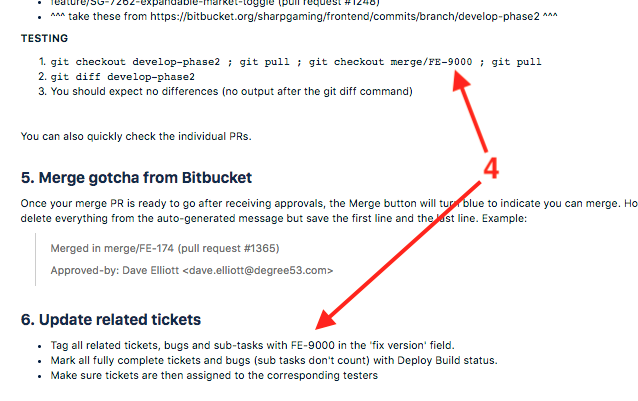 feature/SG-7262-expandable-market-toggle (pull request #1248)
^^^ take these from https://bitbucket.org/sharpgaming/frontend/commits/branch/develop-phase2 ^^^
TESTING
1. git checkout develop-phase2 ; git pull ; git checkout merge/FE-9000 ; git pull
2. git diff develop-phase2
3. You should expect no differences (no output after the git diff command)
You can also quickly check the individual PRs.
4
5. Merge gotcha from Bitbucket
Once your merge PR is ready to go after receiving approvals, the Merge button will turn blue to indicate you can merge. Ho
delete everything from the auto-generated message but save the first line and the last line. Example:
Merged in merge/FE-174 (pull request #1365)
Approved-by: Dave Elliott <dave.elliott@degree53.com>
6. Update related tickets
Tag all related tickets, bugs and sub-tasks with FE-9000 in the 'fix version' field.
Mark all fully complete tickets and bugs (sub tasks don't count) with Deploy Build status.
Make sure tickets are then assigned to the corresponding testers